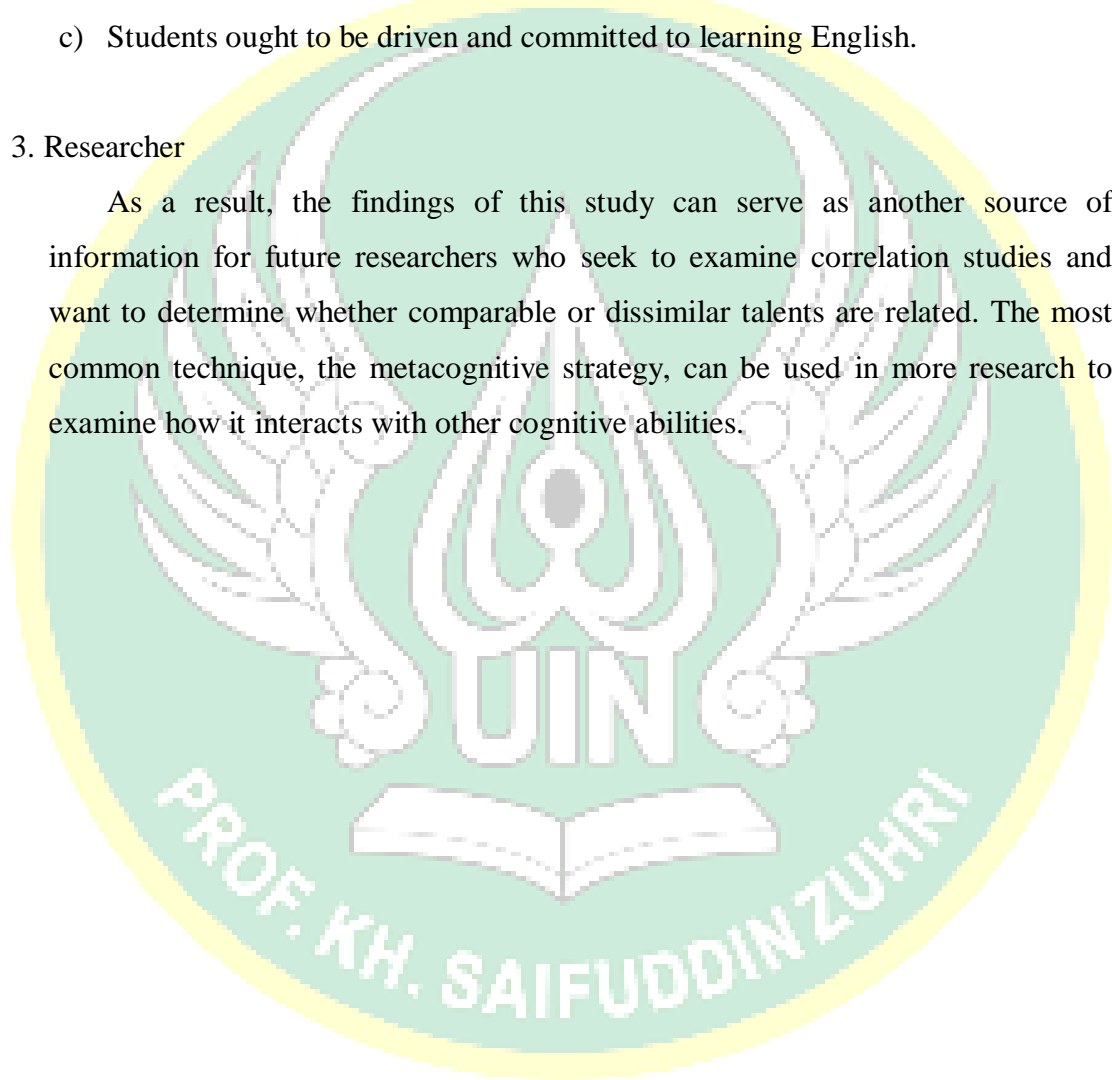 c) Students ought to be driven and committed to learning English.
3. Researcher
As a result, the findings of this study can serve as another source of
information for future researchers who seek to examine correlation studies and
want to determine whether comparable or dissimilar talents are related. The most
common technique, the metacognitive strategy, can be used in more research to
examine how it interacts with other cognitive abilities.
UIN
PROF. KH. SAIFUDDIN ZUHRI